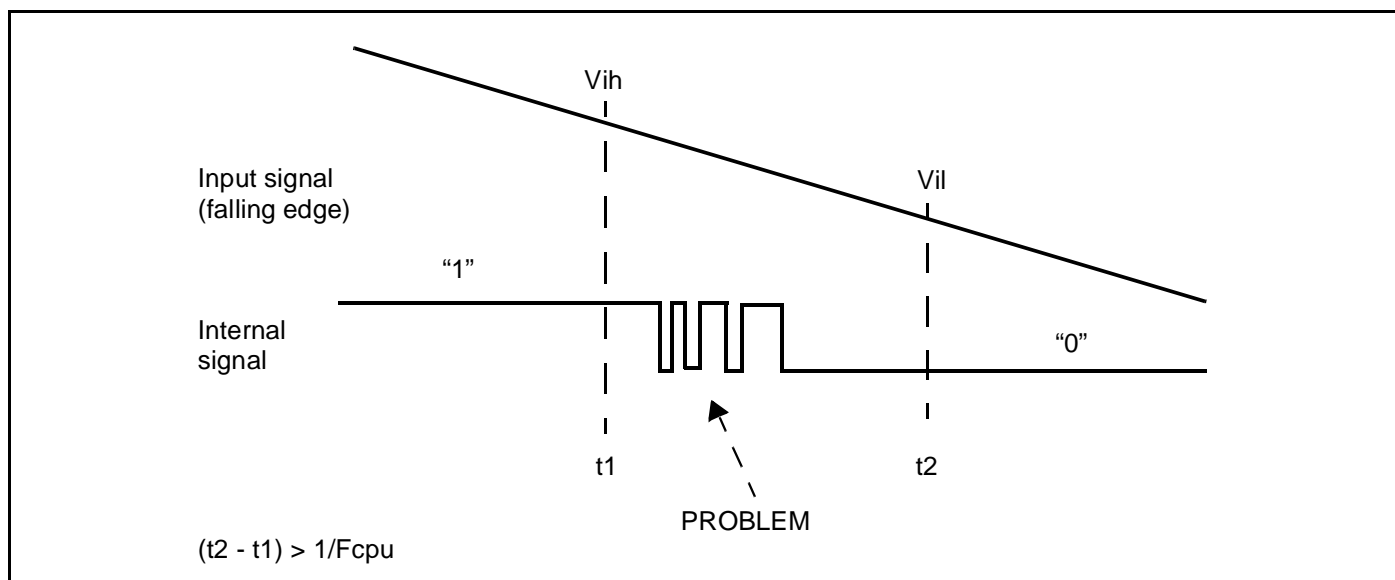 Vih
Input signal
(falling edge)
Vil
“1”
Internal
signal
“0”
t1
t2
PROBLEM
(t2 - t1) > 1/Fcpu